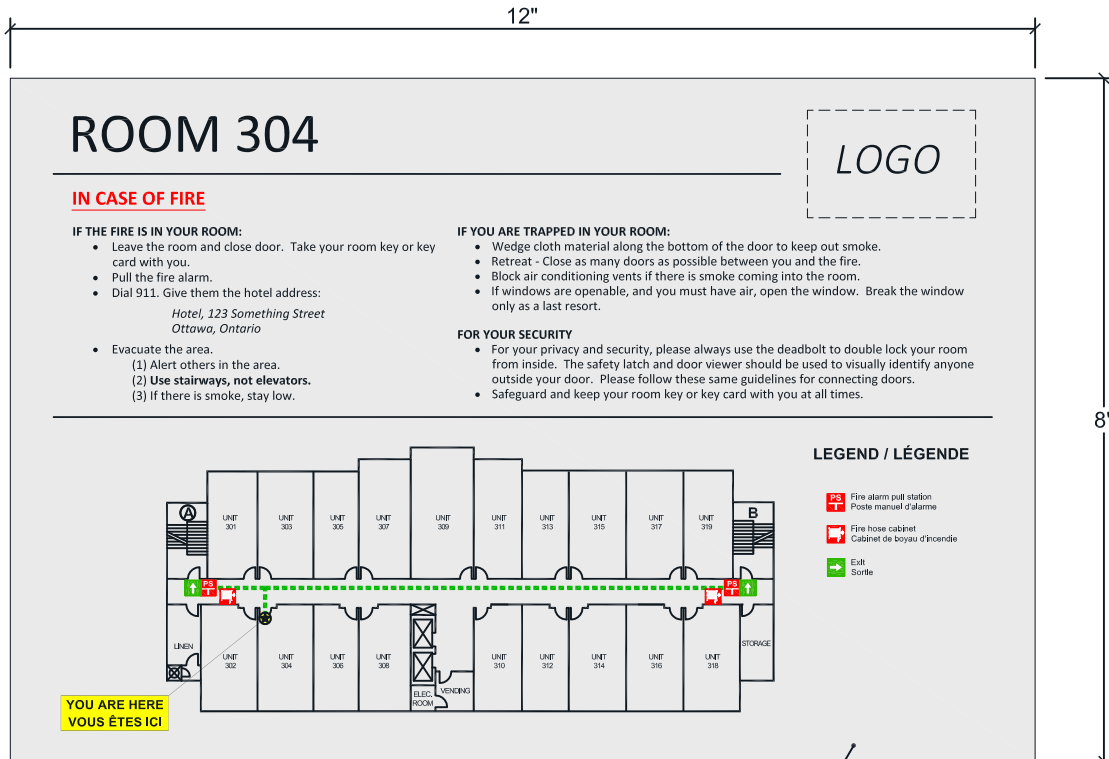 12"
ROOM 304
LOGO
IN CASE OF FIRE
IF THE FIRE IS IN YOUR ROOM:
• Leave the room and close door. Take your room key or key
card with you.
• Pull the fire alarm.
• Dial 911. Give them the hotel address:
Hotel, 123 Something Street
Ottawa, Ontario
• Evacuate the area.
(1) Alert others in the area.
(2) Use stairways, not elevators.
(3) If there is smoke, stay low.
IF YOU ARE TRAPPED IN YOUR ROOM:
• Wedge cloth material along the bottom of the door to keep out smoke.
• Retreat - Close as many doors as possible between you and the fire.
• Block air conditioning vents if there is smoke coming into the room.
• If windows are openable, and you must have air, open the window. Break the window
only as a last resort.
FOR YOUR SECURITY
• For your privacy and security, please always use the deadbolt to double lock your room
from inside. The safety latch and door viewer should be used to visually identify anyone
outside your door. Please follow these same guidelines for connecting doors.
• Safeguard and keep your room key or key card with you at all times.
8"
LEGEND / LÉGENDE
PS
Fire alarm pull station
Poste manuel d'alarme
Fire hose cabinet
Cabinet de boyau d'incendie
Exit
Sortie
A
UNIT
301
UNIT
303
UNIT
305
UNIT
307
UNIT
309
UNIT
311
UNIT
313
UNIT
315
UNIT
317
UNIT
319
B
PS
PS
LINEN
UNIT
302
UNIT
304
UNIT
306
UNIT
308
ELEC.
ROOM
VENDING
UNIT
310
UNIT
312
UNIT
314
UNIT
316
UNIT
318
STORAGE
YOU ARE HERE
VOUS ÊTES ICI